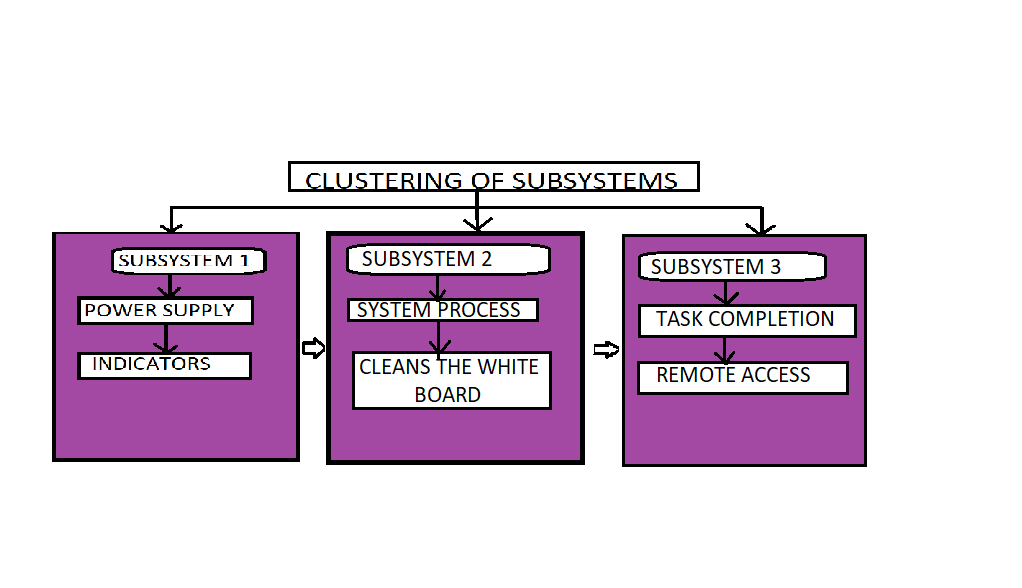 CLUSTERING OF SUBSYSTEMS
SUBSYSTEM 1
POWER SUPPLY
INDICATORS
SUBSYSTEM 2
SYSTEM PROCESS
CLEANS THE WHITE
BOARD
SUBSYSTEM 3
TASK COMPLETION
REMOTE ACCESS